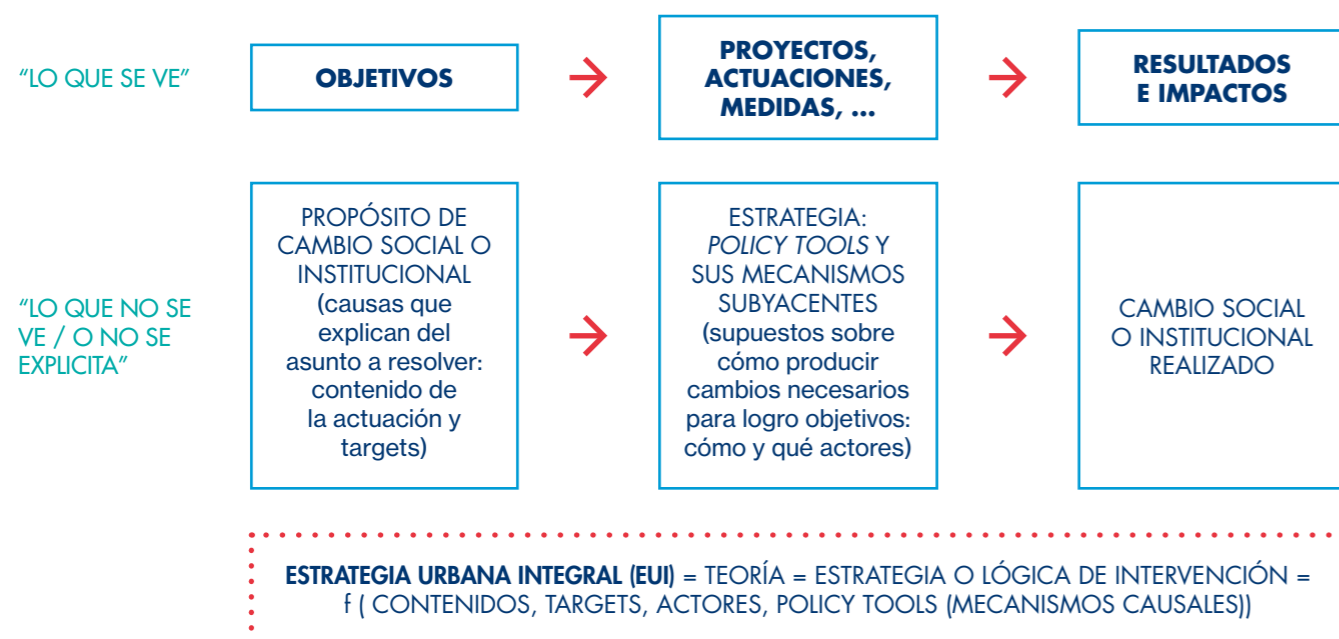 “LO QUE SE VE”
OBJETIVOS
PROYECTOS,
ACTUACIONES,
MEDIDAS, ...
RESULTADOS
E IMPACTOS
“LO QUE NO SE
VE / O NO SE
EXPLICITA”
PROPÓSITO DE
CAMBIO SOCIAL O
INSTITUCIONAL
(causas que
explican del
asunto a resolver:
contenido de
la actuación y
targets)
ESTRATEGIA:
POLICY TOOLS Y
SUS MECANISMOS
SUBYACENTES
(supuestos sobre
cómo producir
cambios necesarios
para logro objetivos:
cómo y qué actores)
CAMBIO SOCIAL
O INSTITUCIONAL
REALIZADO
ESTRATEGIA URBANA INTEGRAL (EUI) = TEORÍA = ESTRATEGIA O LÓGICA DE INTERVENCIÓN =
f ( CONTENIDOS, TARGETS, ACTORES, POLICY TOOLS (MECANISMOS CAUSALES))